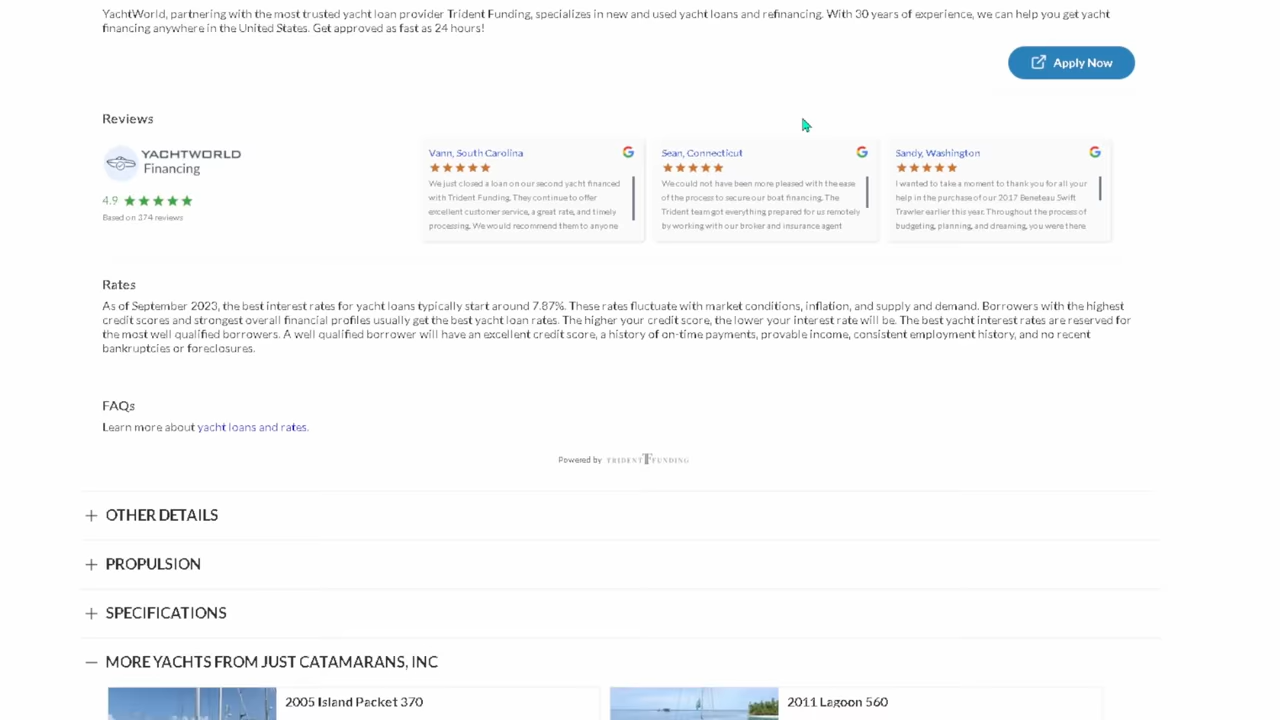 YachtWorld, partnering with the most trusted yacht loan provider Trident Funding, specializes in new and used yacht loans and refinancing. With 30 years of experience, we can help you get yacht
financing anywhere in the United States. Get approved as fast as 24 hours!
Apply Now
Reviews
YACHTWORLD
Financing
4.9
Based on 374 reviews
Vann, South Carolina
We just closed a loan on our second yacht financed
with Trident Funding. They continue to offer
excellent customer service, a great rate, and timely
processing. We would recommend them to anyone
Sean, Connecticut
We could not have been more pleased with the ease
of the process to secure our boat financing. The
Trident team got everything prepared for us remotely
by working with our broker and insurance agent
Sandy, Washington
I wanted to take a moment to thank you for all your
help in the purchase of our 2017 Beneteau Swift
Trawler earlier this year. Throughout the process of
budgeting, planning, and dreaming, you were there
Rates
As of September 2023, the best interest rates for yacht loans typically start around 7.87%. These rates fluctuate with market conditions, inflation, and supply and demand. Borrowers with the highest
credit scores and strongest overall financial profiles usually get the best yacht loan rates. The higher your credit score, the lower your interest rate will be. The best yacht interest rates are reserved for
the most well qualified borrowers. A well qualified borrower will have an excellent credit score, a history of on-time payments, provable income, consistent employment history, and no recent
bankruptcies or foreclosures.
FAQs
Learn more about yacht loans and rates.
Powered by TRIDENT FUNDING
OTHER DETAILS
PROPULSION
SPECIFICATIONS
MORE YACHTS FROM JUST CATAMARANS, INC
2005 Island Packet 370
2011 Lagoon 560